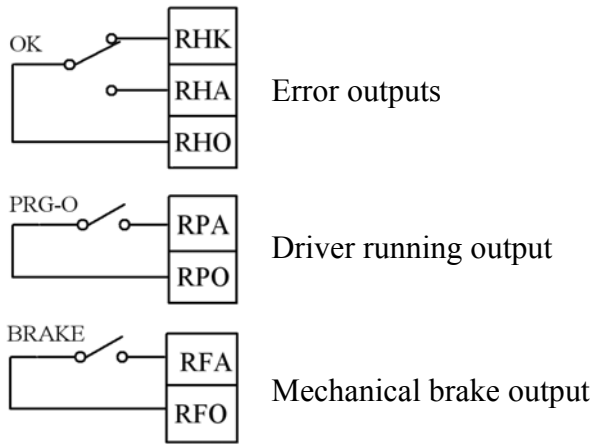 OK
RHK
RHA
Error outputs
RHO
PRG-O
RPA
Driver running output
RPO
BRAKE
RFA
Mechanical brake output
RFO